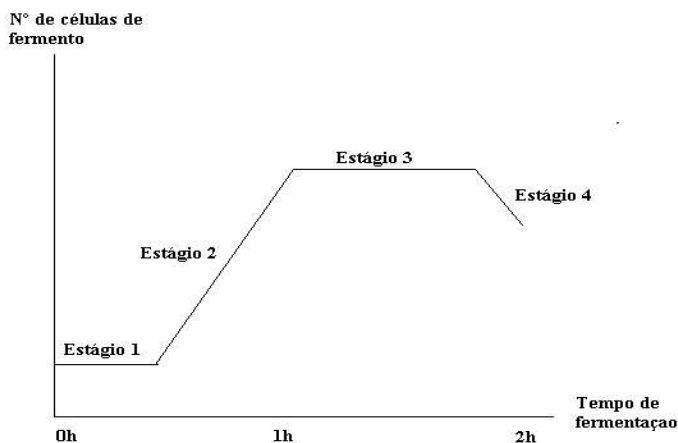 N° de células de
fermento
Estágio 3
Estágio 4
Estágio 2
Estágio 1
Tempo de
fermentaçao
0h
1h
2h